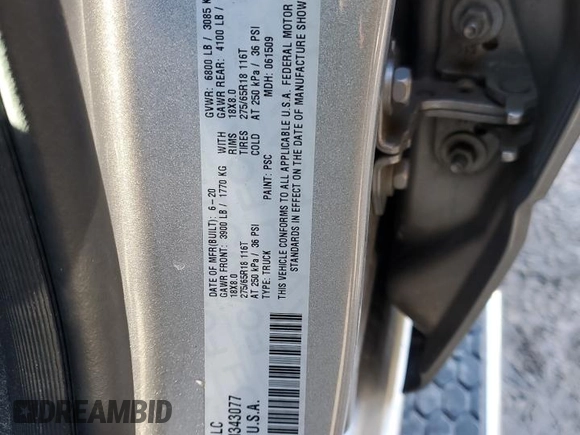 LC
343077
U.S.A.
DATE OF MFR(BUILT): 6-20 GVWR: 6800 LB / 3085 K
GAWR FRONT: 3900 LB / 1770 KG WITH GAWR REAR: 4100 LB /
18X8.0 RIMS 18X8.0
275/65R18 116T TIRES 275/65R18 116T
AT 250 kPa / 36 PSI COLD AT 250 kPa / 36 PSI
TYPE: TRUCK PAINT: PSC MDH: 061509
THIS VEHICLE CONFORMS TO ALL APPLICABLE U.S.A. FEDERAL MOTOR
STANDARDS IN EFFECT ON THE DATE OF MANUFACTURE SHOW
AUTOASTAT